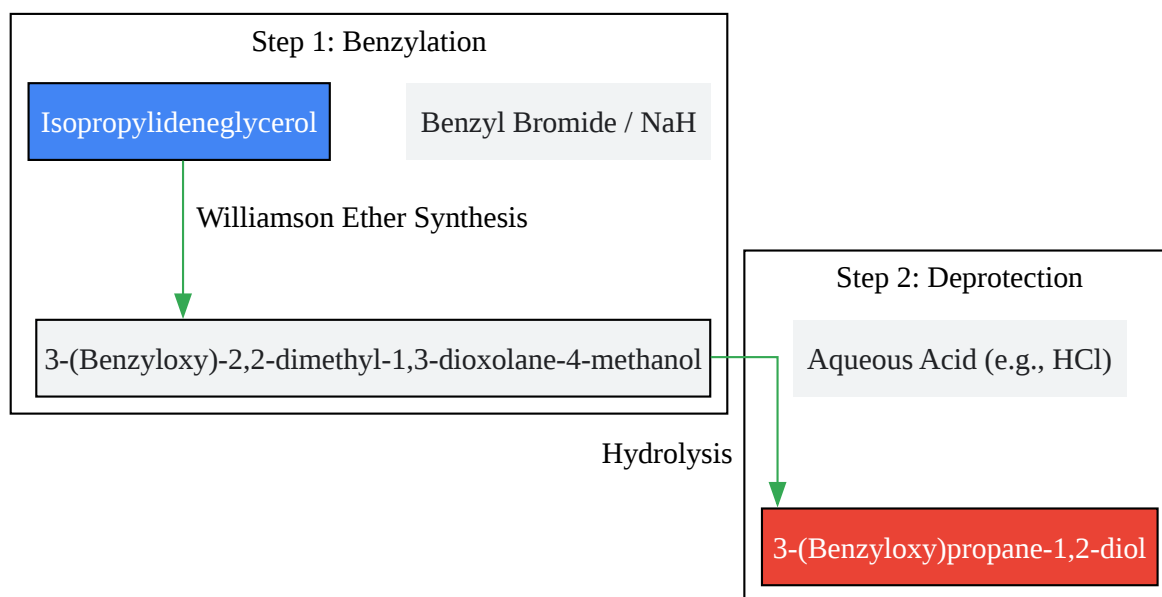 Step 1: Benzylation
Isopropylideneglycerol
Benzyl Bromide / NaH
Williamson Ether Synthesis
3-(Benzyloxy)-2,2-dimethyl-1,3-dioxolane-4-methanol
Step 2: Deprotection
Aqueous Acid (e.g., HCl)
Hydrolysis
3-(Benzyloxy)propane-1,2-diol